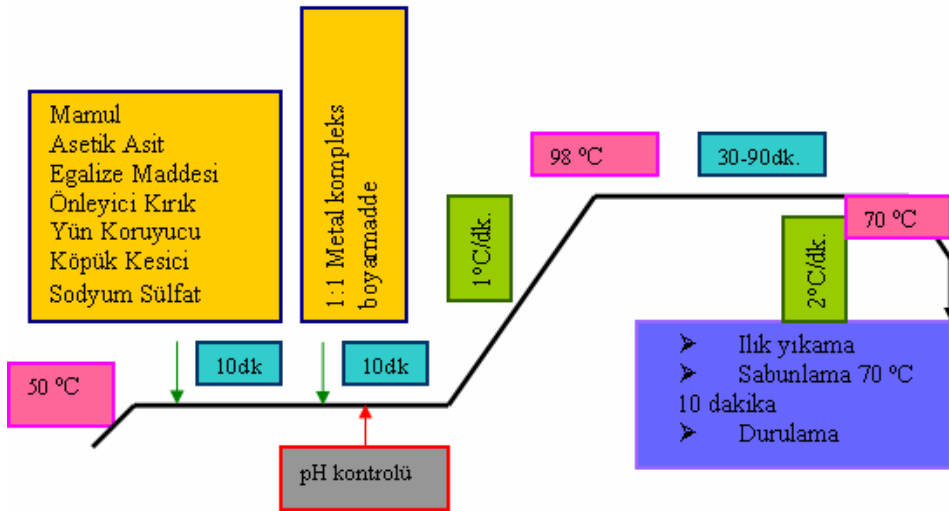 Mamul
Asetik Asit
Egalize Maddesi
Önleyici Kırık
Yün Koruyucu
Köpük Kesici
Sodyum Sülfat
1:1 Metal kompleks
boyarmadde
50 ºC
10dk
10dk
pH kontrolü
1°C/dk.
98 ºC
30-90dk.
70 ºC
2°C/dk.
➤ Ilık yıkama
➤ Sabunlama 70 ºC
10 dakika
➤ Durulama